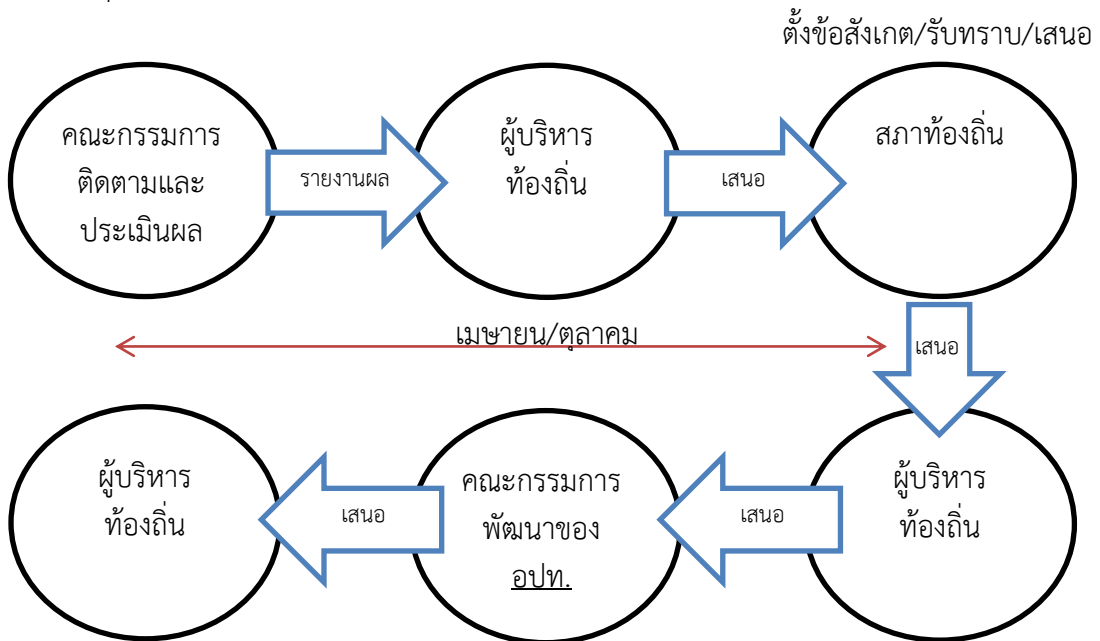 ตั้งข้อสังเกต/รับทราบ/เสนอ
คณะกรรมการ
ติดตามและ
ประเมินผล
รายงานผล
ผู้บริหาร
ท้องถิ่น
เสนอ
สภาท้องถิ่น
เมษายน/ตุลาคม
เสนอ
ผู้บริหาร
ท้องถิ่น
เสนอ
คณะกรรมการ
พัฒนาของ
อปท.
เสนอ
ผู้บริหาร
ท้องถิ่น